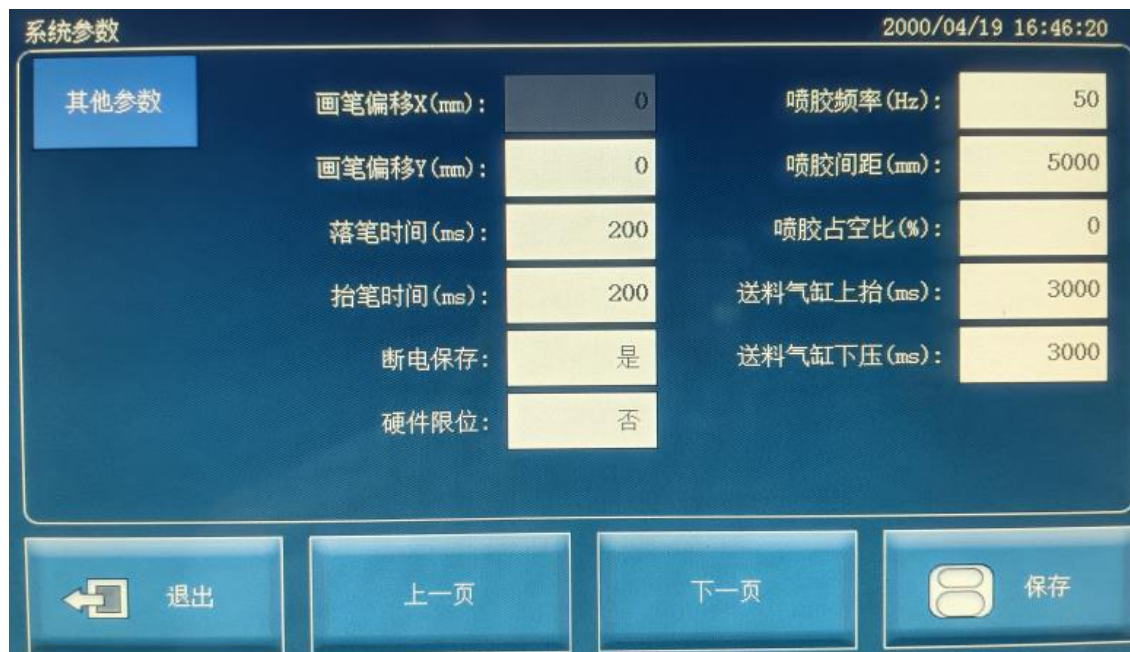 系统参数 2000/04/19 16:46:20
其他参数
画笔偏移X(mm): 0 喷胶频率(Hz): 50
画笔偏移Y(mm): 0 喷胶间距(mm): 5000
落笔时间(ms): 200 喷胶占空比(%): 0
抬笔时间(ms): 200 送料气缸上抬(ms): 3000
断电保存: 是 送料气缸下压(ms): 3000
硬件限位: 否
退出 上一页 下一页 保存